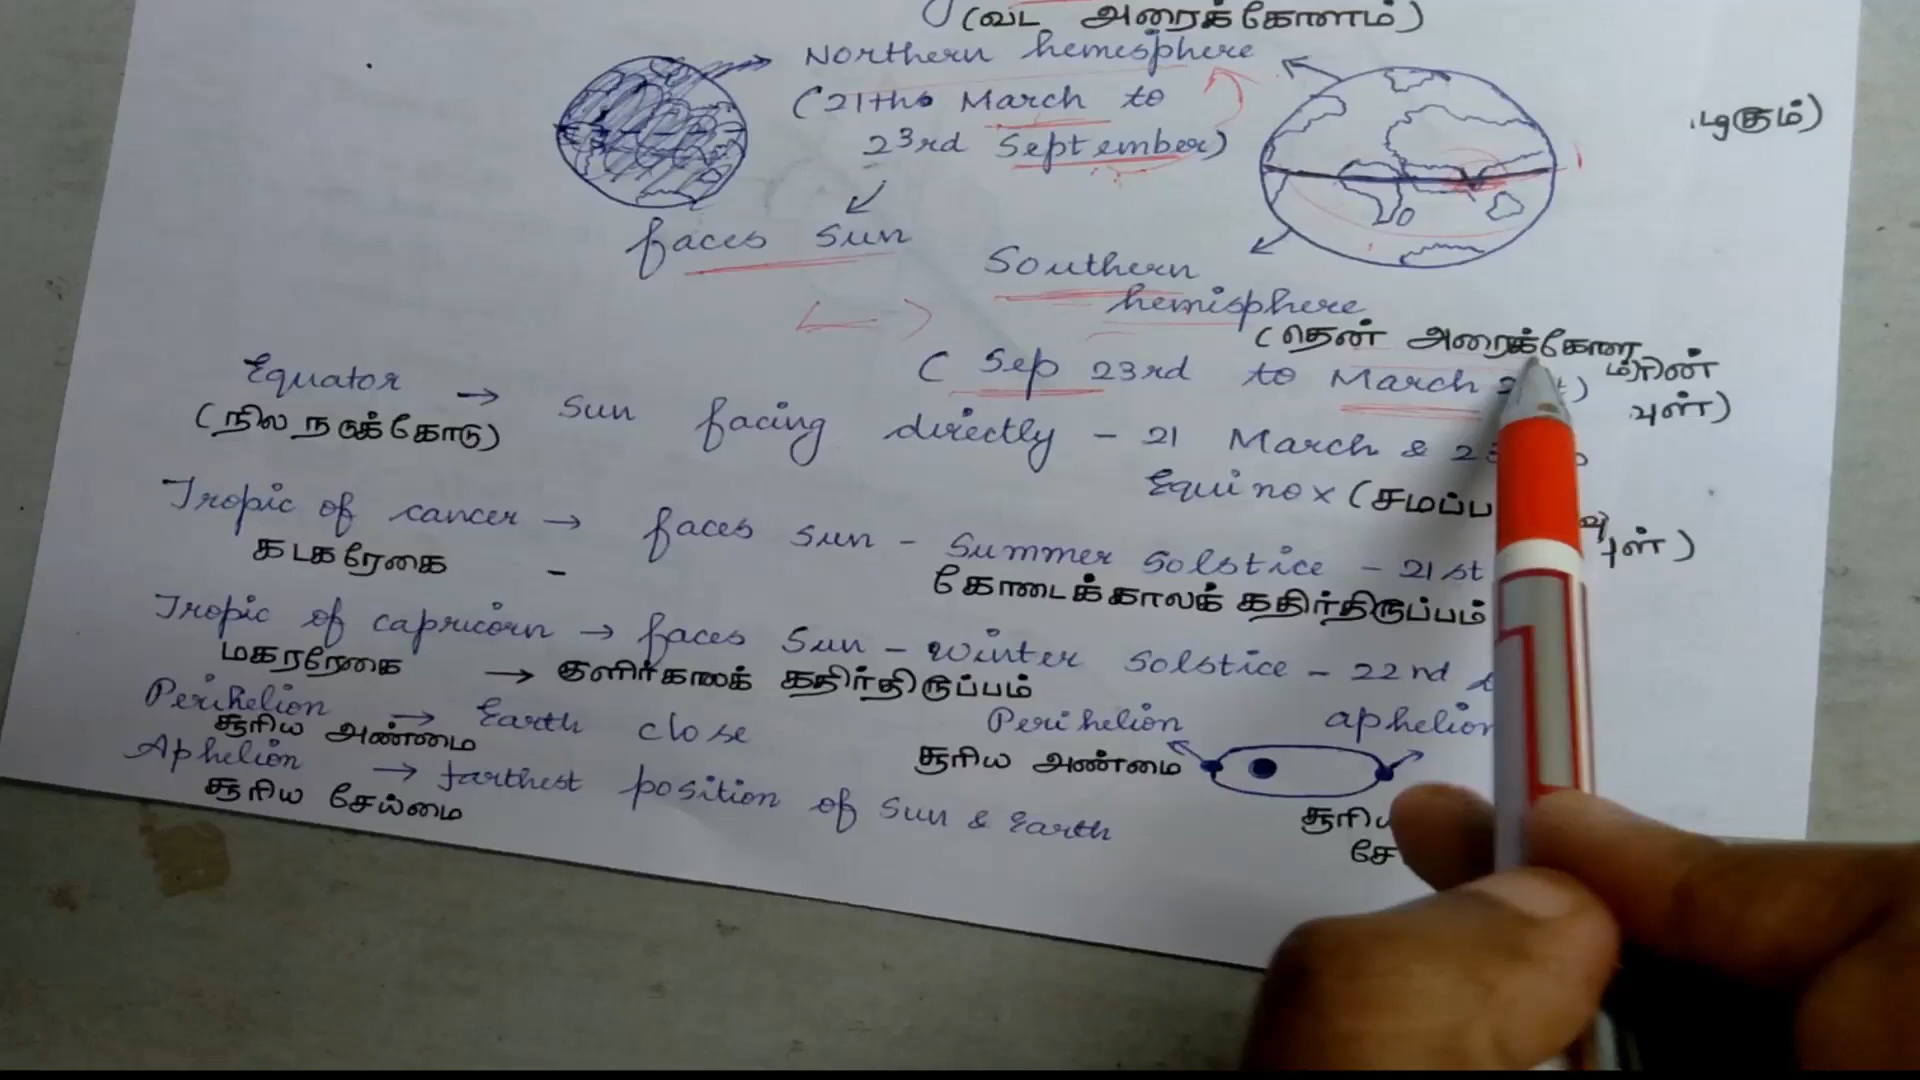 (வட அரைக்கோளம்)
Northern hemisphere
(21ths March to
23rd September)
faces sun
Southern
hemisphere
(தென் அரைக்கோள
Equator → sun facing directly – 21 March &
(நில நடுக்கோடு)
( Sep 23rd to March
Equinox (சமப்ப
Tropic of cancer → faces sun – Summer Solstice – 21st
கடகரேகை –
கோடைக்காலக் கதிர்திருப்பம்
Tropic of capricorn → faces Sun – Winter Solstice – 22nd
மகரரேகை → குளிர்கலைக் கதிர்திருப்பம்
Perihelion → Earth close
சூரிய அண்மை
Perihelion aphelion
சூரிய அண்மை
Aphelion → farthest position of Sun & Earth
சூரிய சேய்மை